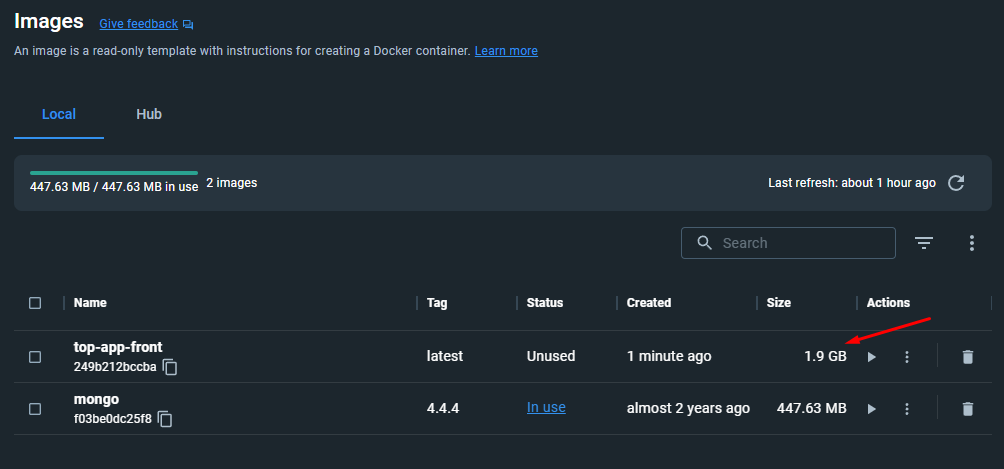 Images Give feedback
An image is a read-only template with instructions for creating a Docker container. Learn more
Local Hub
447.63 MB / 447.63 MB in use 2 images Last refresh: about 1 hour ago
Search
Name Tag Status Created Size Actions
top-app-front
249b212bccba latest Unused 1 minute ago 1.9 GB
mongo
f03be0dc25f8 4.4.4 In use almost 2 years ago 447.63 MB